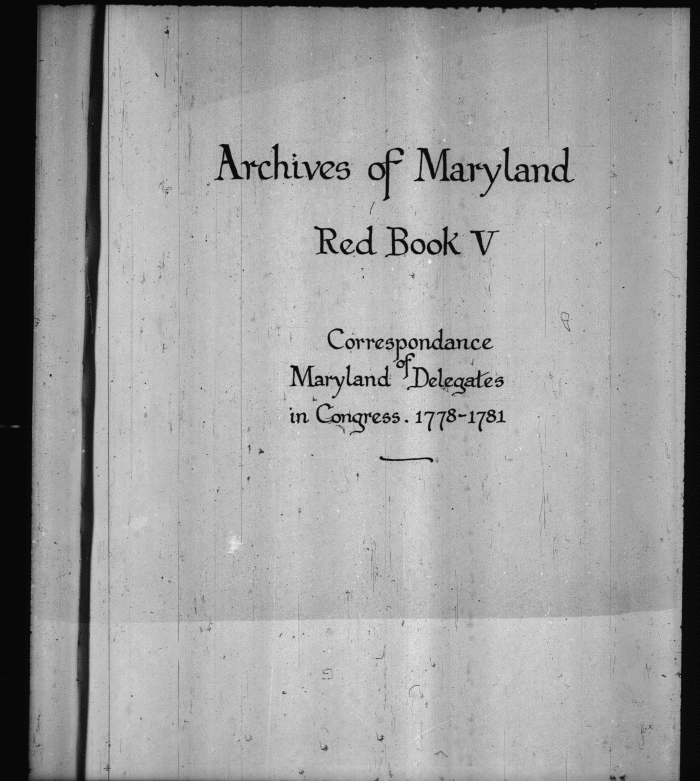 Archives of Maryland
Red Book V
Correspondance
of
Maryland Delegates
in Congress. 1778-1781